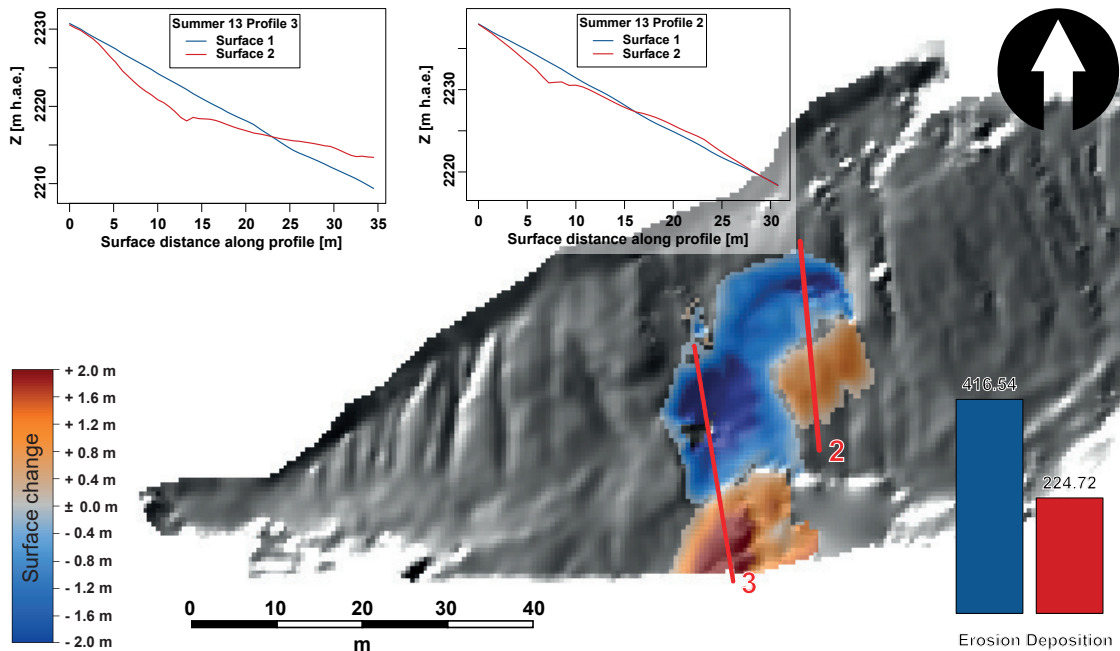 Summer 13 Profile 3
Surface 1
Surface 2
Z [m h.a.e.]
2230
2220
2210
0 5 10 15 20 25 30 35
Surface distance along profile [m]
Summer 13 Profile 2
Surface 1
Surface 2
Z [m h.a.e.]
2230
2220
0 5 10 15 20 25 30
Surface distance along profile [m]
Surface change
+ 2.0 m
+ 1.6 m
+ 1.2 m
+ 0.8 m
+ 0.4 m
± 0.0 m
- 0.4 m
- 0.8 m
- 1.2 m
- 1.6 m
- 2.0 m
2
3
0 10 20 30 40
m
416.54
224.72
Erosion Deposition